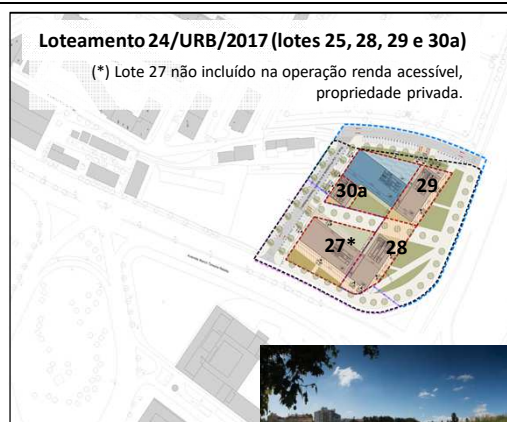 Loteamento 24/URB/2017 (lotes 25, 28, 29 e 30a)
(*) Lote 27 não incluído na operação renda acessível,
propriedade privada.
29
30a
27*
28